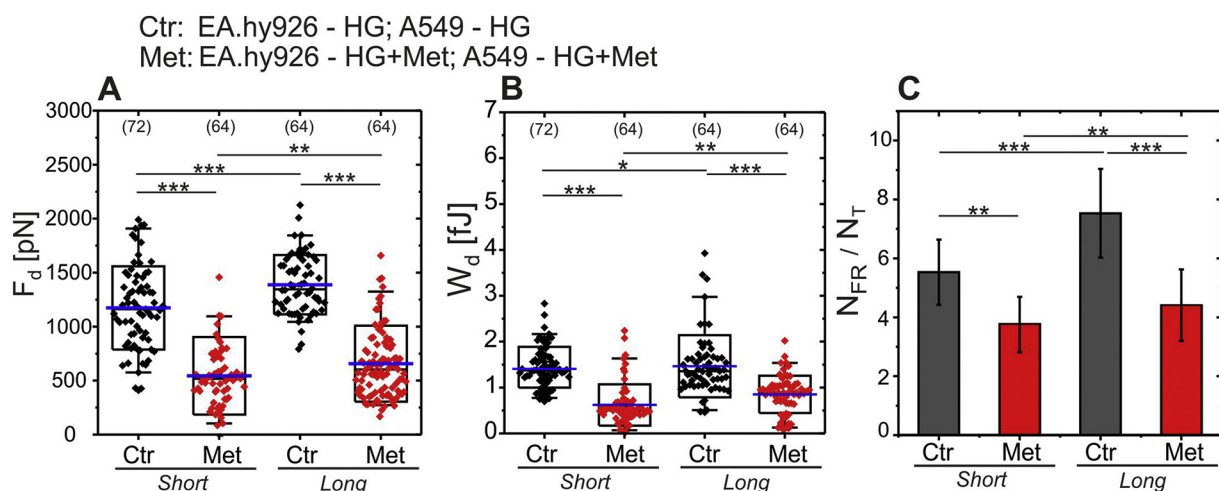 Ctr: EA.hy926 - HG; A549 - HG
Met: EA.hy926 - HG+Met; A549 - HG+Met
A
F_d [pN]
3000
2500
2000
1500
1000
500
0
(72) (64) (64) (64)
**
***
*** ***
Ctr Met Ctr Met
Short Long
B
W_d [fJ]
7
6
5
4
3
2
1
0
(72) (64) (64) (64)
**
*
*** ***
Ctr Met Ctr Met
Short Long
C
N_FR / N_T
10
8
6
4
2
0
**
*** ***
**
Ctr Met Ctr Met
Short Long